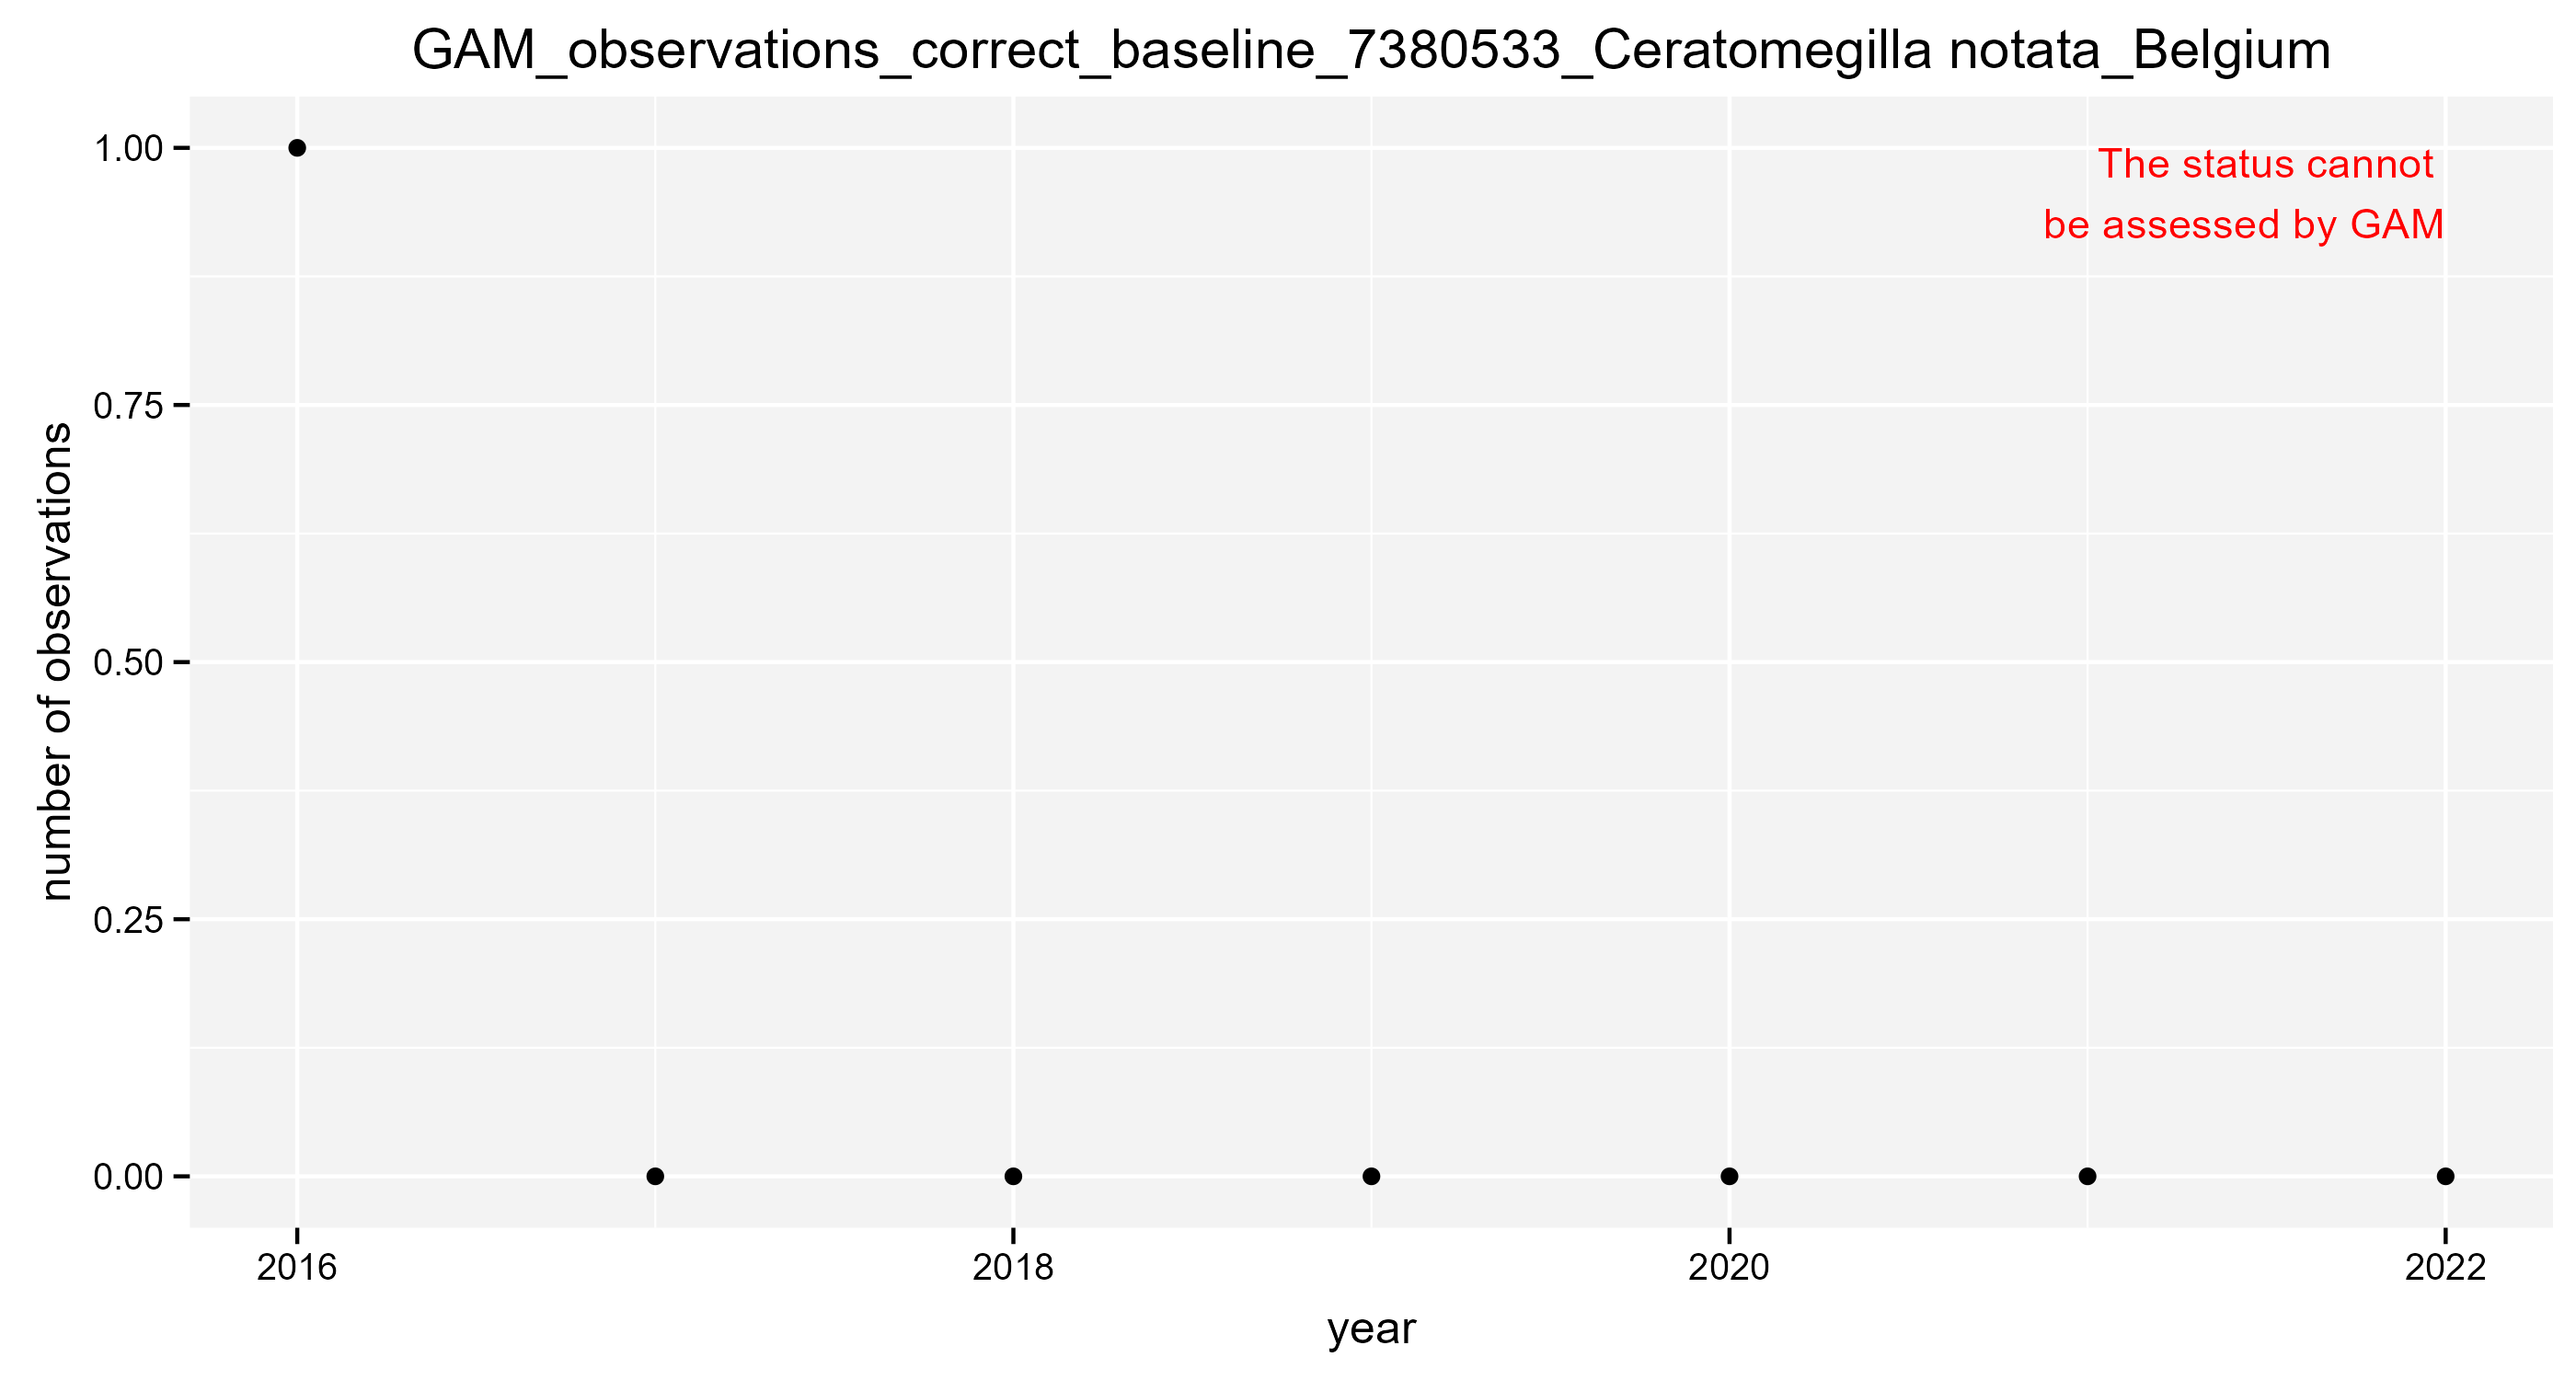 GAM_observations_correct_baseline_7380533_Ceratomegilla notata_Belgium
The status cannot
be assessed by GAM
number of observations
1.00
0.75
0.50
0.25
0.00
2016 2018 2020 2022
year